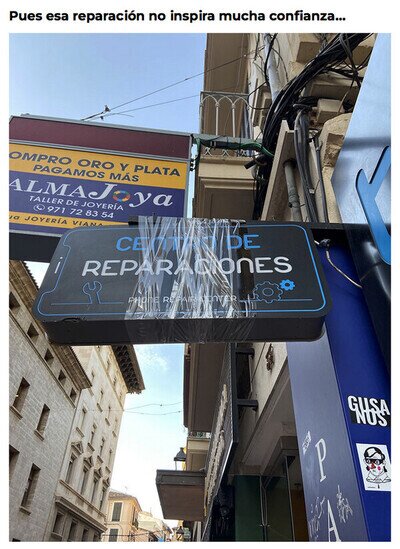 Pues esa reparación no inspira mucha confianza...
COMPRO ORO Y PLATA
PAGAMOS MÁS
ALMAJoya
TALLER DE JOYERÍA
971 72 83 54
JOYERÍA VIANA
CENTRO DE
REPARACIONES
PHONE REPAIR CENTER
GUSA
NOS
P
A